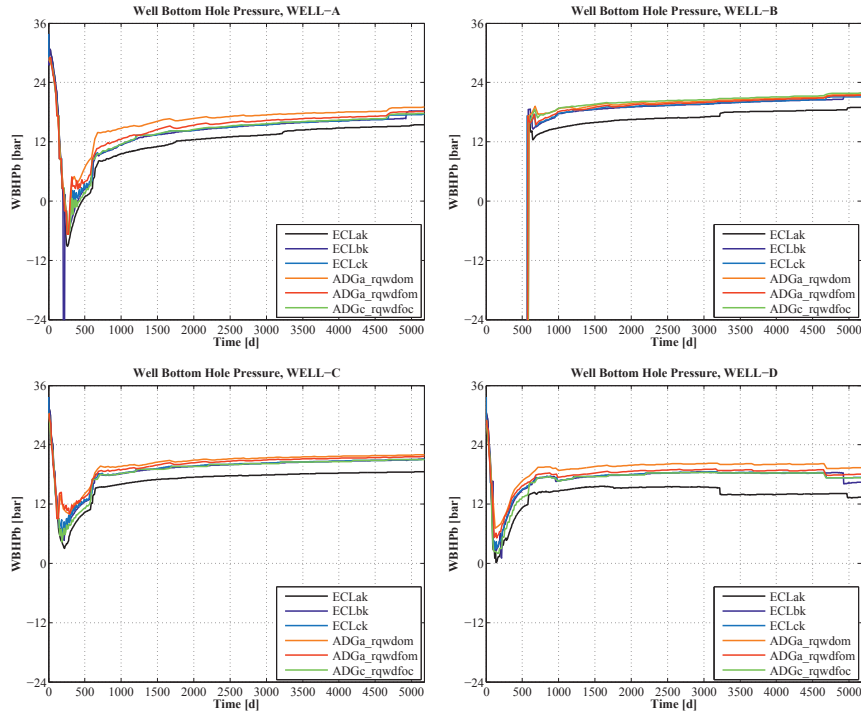 Well Bottom Hole Pressure, WELL−A
36
24
12
0
−12
−24
WBHPb [bar]
0 500 1000 1500 2000 2500 3000 3500 4000 4500 5000
Time [d]
ECLak
ECLbk
ECLck
ADGa_rqwdom
ADGa_rqwdfom
ADGc_rqwdfoc
Well Bottom Hole Pressure, WELL−B
36
24
12
0
−12
−24
WBHPb [bar]
0 500 1000 1500 2000 2500 3000 3500 4000 4500 5000
Time [d]
ECLak
ECLbk
ECLck
ADGa_rqwdom
ADGa_rqwdfom
ADGc_rqwdfoc
Well Bottom Hole Pressure, WELL−C
36
24
12
0
−12
−24
WBHPb [bar]
0 500 1000 1500 2000 2500 3000 3500 4000 4500 5000
Time [d]
ECLak
ECLbk
ECLck
ADGa_rqwdom
ADGa_rqwdfom
ADGc_rqwdfoc
Well Bottom Hole Pressure, WELL−D
36
24
12
0
−12
−24
WBHPb [bar]
0 500 1000 1500 2000 2500 3000 3500 4000 4500 5000
Time [d]
ECLak
ECLbk
ECLck
ADGa_rqwdom
ADGa_rqwdfom
ADGc_rqwdfoc